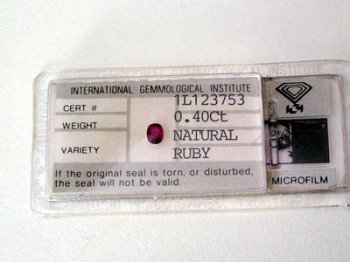 INTERNATIONAL GEMMOLOGICAL INSTITUTE
CERT. # 1L123753
WEIGHT 0.40Ct
VARIETY NATURAL
RUBY
If the original seal is torn, or disturbed,
the seal will not be valid.
MICROFILM